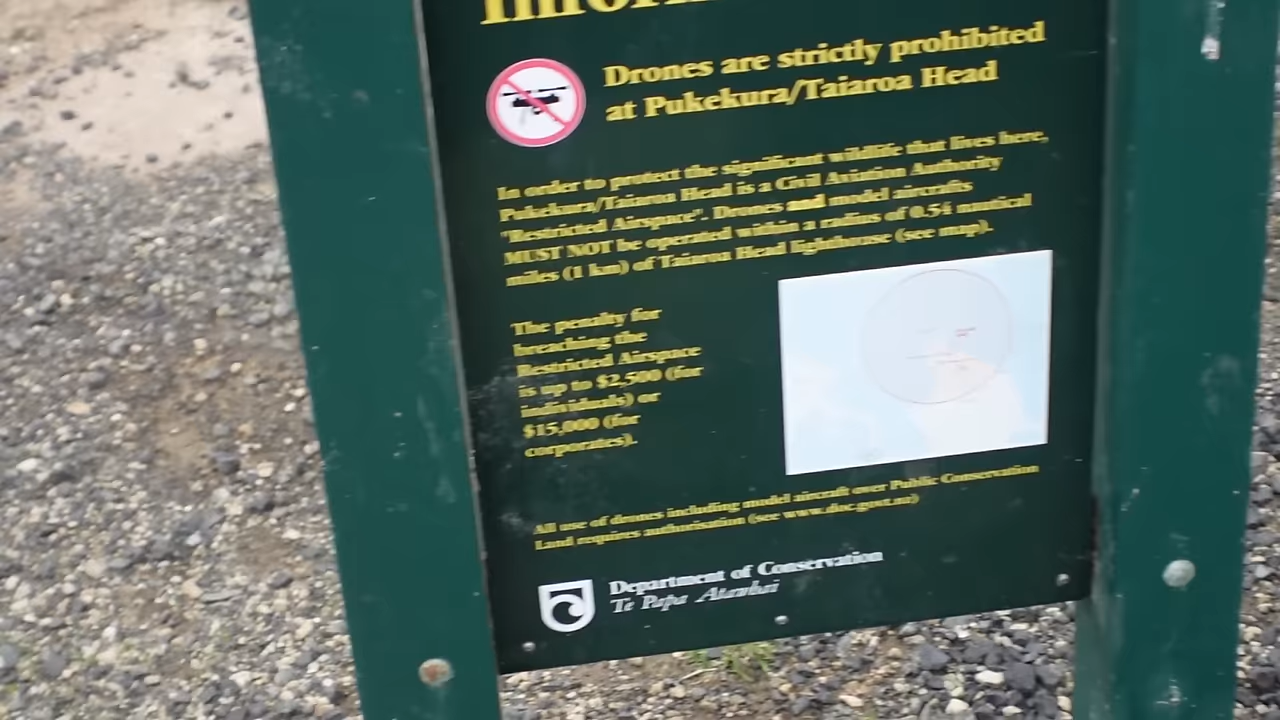 Drones are strictly prohibited
at Pukekura/Taiaroa Head
In order to protect the significant wildlife that lives here,
Pukekura/Taiaroa Head is a Civil Aviation Authority
"Restricted Airspace". Drones and model aircrafts
MUST NOT be operated within a radius of 0.54 nautical
miles (1 km) of Taiaroa Head lighthouse (see map).
The penalty for
breaching the
Restricted Airspace
is up to $2,500 (for
individuals) or
$15,000 (for
corporates).
All use of drones including model aircraft over Public Conservation
Land requires authorisation (see www.doc.govt.nz)
Department of Conservation
Te Papa Atawhai